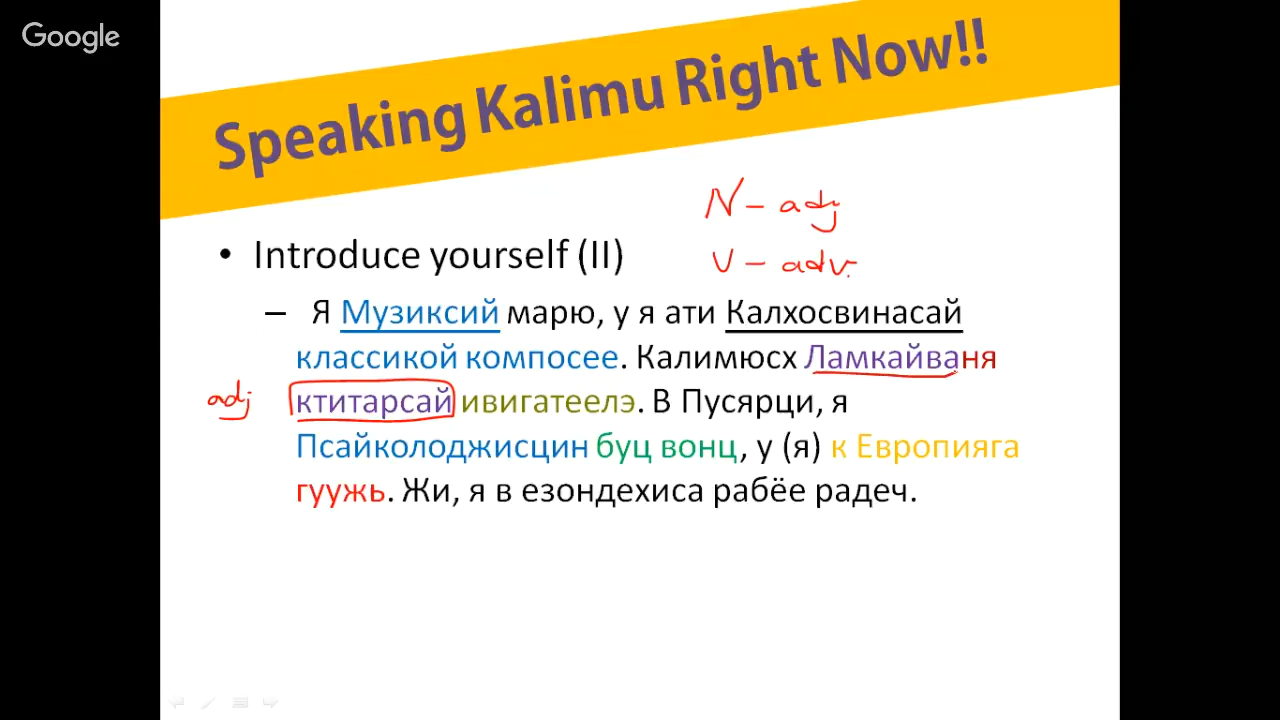 Google
Speaking Kalimu Right Now!!
N – adj
V – adv.
• Introduce yourself (II)
– Я Музиксий марю, у я ати Калхосвинасай
классикой компосее. Калимюсх Ламкайваня
adj ктитарсай ивигатеелэ. В Пусярци, я
Псайколоджисцин буц вонц, у (я) к Европияга
гуужь. Жи, я в езондехиса рабёе радеч.